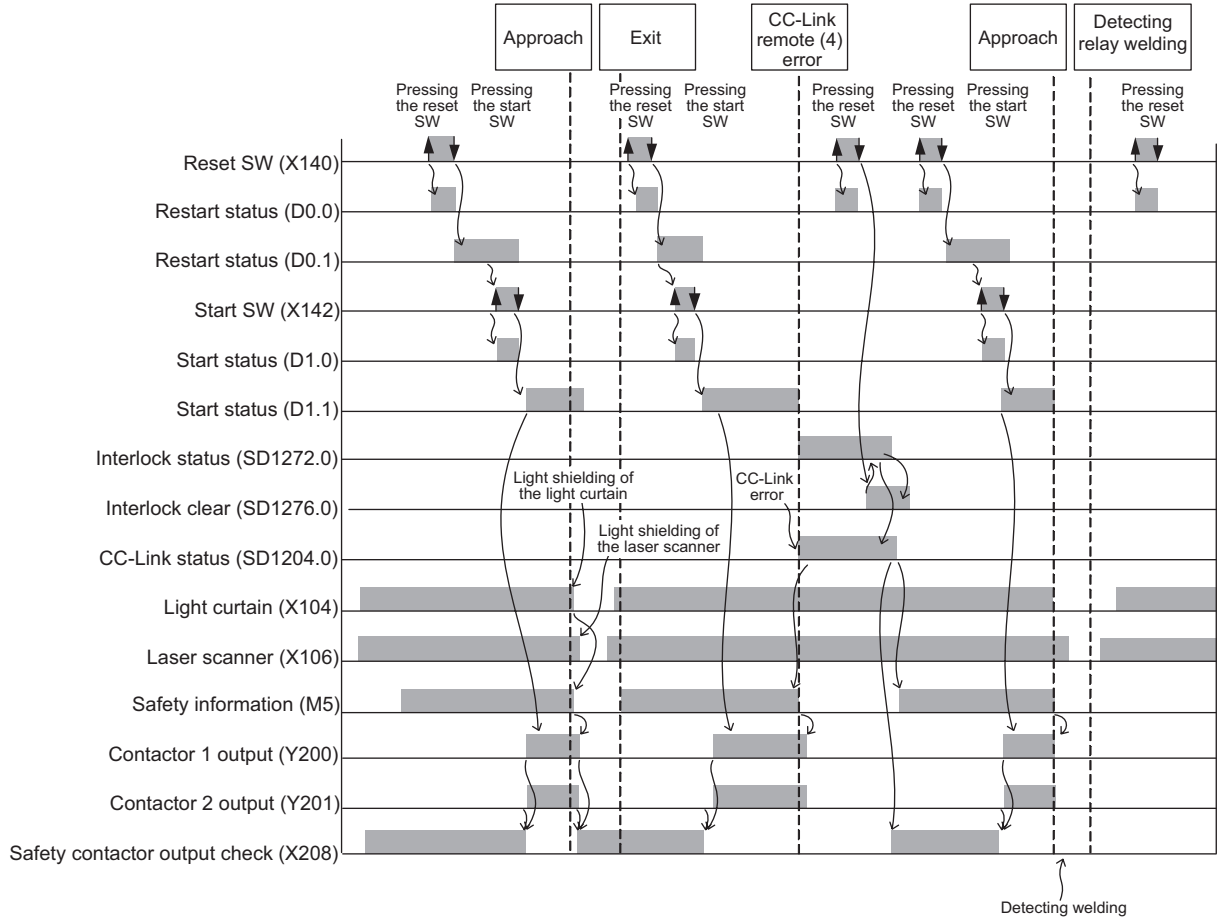 Approach
Exit
CC-Link
remote (4)
error
Approach
Detecting
relay welding
Pressing
the reset
SW
Pressing
the start
SW
Pressing
the reset
SW
Pressing
the start
SW
Pressing
the reset
SW
Pressing
the reset
SW
Pressing
the start
SW
Pressing
the reset
SW
Reset SW (X140)
Restart status (D0.0)
Restart status (D0.1)
Start SW (X142)
Start status (D1.0)
Start status (D1.1)
Interlock status (SD1272.0)
Light shielding of
the light curtain
CC-Link
error
Interlock clear (SD1276.0)
Light shielding of
the laser scanner
CC-Link status (SD1204.0)
Light curtain (X104)
Laser scanner (X106)
Safety information (M5)
Contactor 1 output (Y200)
Contactor 2 output (Y201)
Safety contactor output check (X208)
Detecting welding